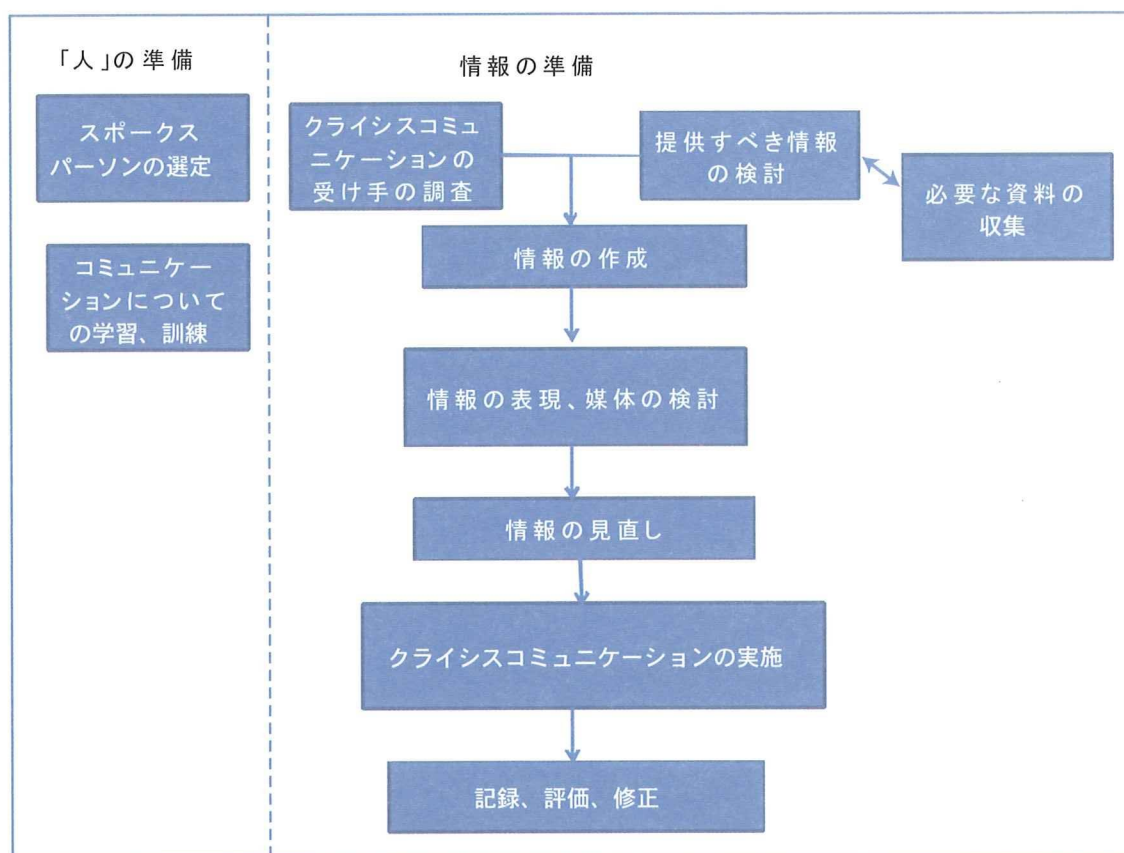 「人」の準備
スポークス
パーソンの選定
コミュニケー
ションについて
の学習、訓練
情報の準備
クライシスコミュ
ニケーションの
受け手の調査
提供すべき情報
の検討
必要な資料の
収集
情報の作成
情報の表現、媒体の検討
情報の見直し
クライシスコミュニケーションの実施
記録、評価、修正